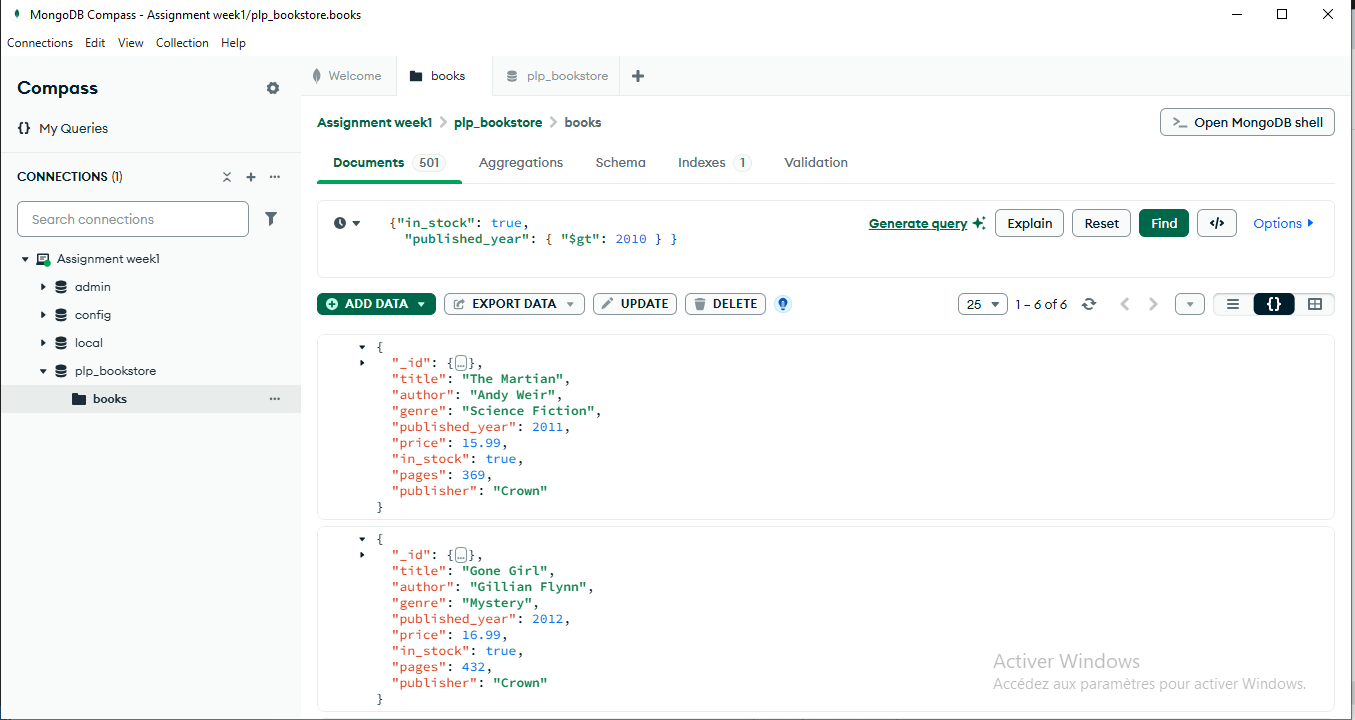 MongoDB Compass - Assignment week1/plp_bookstore.books
Connections Edit View Collection Help
Compass
{} My Queries
CONNECTIONS (1)
Search connections
Assignment week1
admin
config
local
plp_bookstore
books
Welcome books plp_bookstore
Assignment week1 > plp_bookstore > books
>_ Open MongoDB shell
Documents 501 Aggregations Schema Indexes 1 Validation
{"in_stock": true,
"published_year": { "$gt": 2010 } }
Generate query Explain Reset Find </> Options
ADD DATA EXPORT DATA UPDATE DELETE
25 1 – 6 of 6 {}
{
"_id": {…},
"title": "The Martian",
"author": "Andy Weir",
"genre": "Science Fiction",
"published_year": 2011,
"price": 15.99,
"in_stock": true,
"pages": 369,
"publisher": "Crown"
}
{
"_id": {…},
"title": "Gone Girl",
"author": "Gillian Flynn",
"genre": "Mystery",
"published_year": 2012,
"price": 16.99,
"in_stock": true,
"pages": 432,
"publisher": "Crown"
}
Activer Windows
Accédez aux paramètres pour activer Windows.